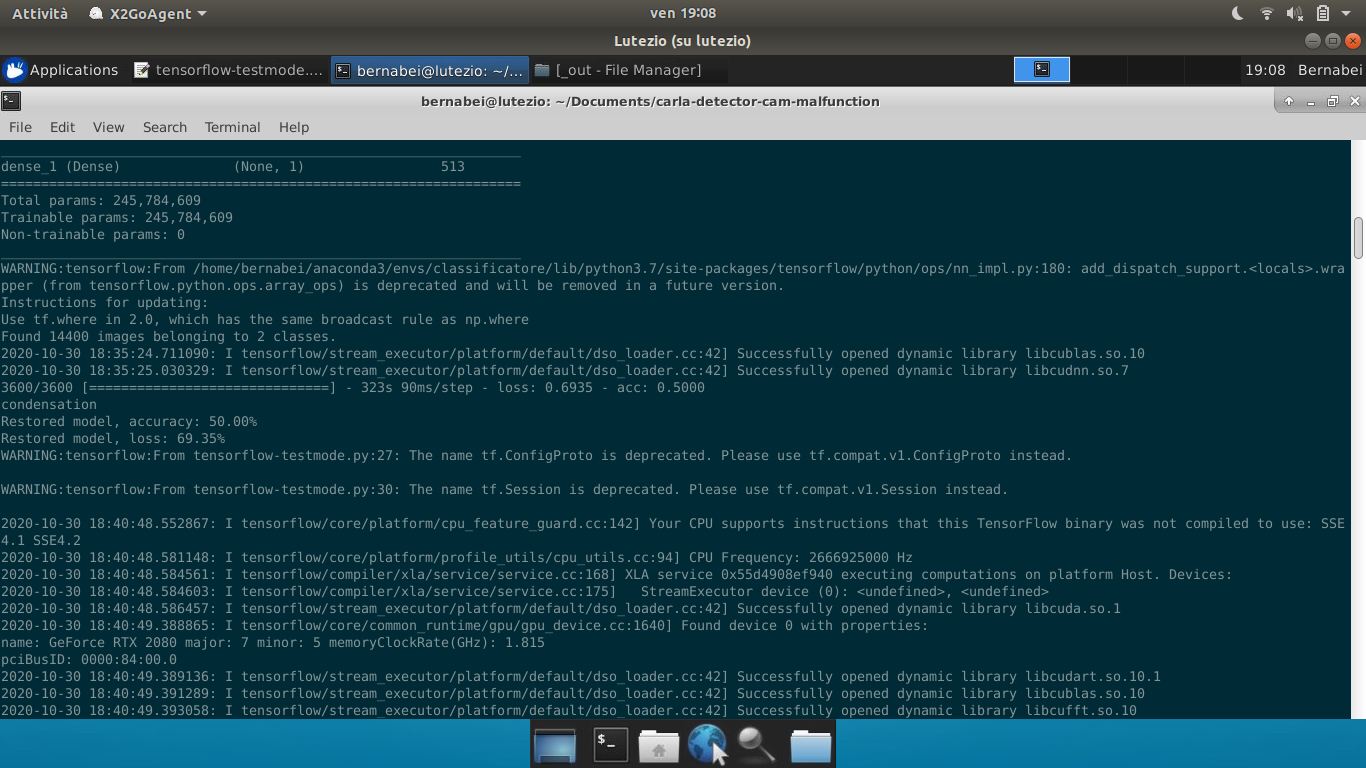 Attività X2GoAgent ven 19:08
Lutezio (su lutezio)
Applications tensorflow-testmode.... bernabei@lutezio: ~/... [_out - File Manager] 19:08 Bernabei
bernabei@lutezio: ~/Documents/carla-detector-cam-malfunction
File Edit View Search Terminal Help
_________________________________________________________________
dense_1 (Dense) (None, 1) 513
=================================================================
Total params: 245,784,609
Trainable params: 245,784,609
Non-trainable params: 0
_________________________________________________________________
WARNING:tensorflow:From /home/bernabei/anaconda3/envs/classificatore/lib/python3.7/site-packages/tensorflow/python/ops/nn_impl.py:180: add_dispatch_support.<locals>.wra
pper (from tensorflow.python.ops.array_ops) is deprecated and will be removed in a future version.
Instructions for updating:
Use tf.where in 2.0, which has the same broadcast rule as np.where
Found 14400 images belonging to 2 classes.
2020-10-30 18:35:24.711090: I tensorflow/stream_executor/platform/default/dso_loader.cc:42] Successfully opened dynamic library libcublas.so.10
2020-10-30 18:35:25.030329: I tensorflow/stream_executor/platform/default/dso_loader.cc:42] Successfully opened dynamic library libcudnn.so.7
3600/3600 [==============================] - 323s 90ms/step - loss: 0.6935 - acc: 0.5000
condensation
Restored model, accuracy: 50.00%
Restored model, loss: 69.35%
WARNING:tensorflow:From tensorflow-testmode.py:27: The name tf.ConfigProto is deprecated. Please use tf.compat.v1.ConfigProto instead.
WARNING:tensorflow:From tensorflow-testmode.py:30: The name tf.Session is deprecated. Please use tf.compat.v1.Session instead.
2020-10-30 18:40:48.552867: I tensorflow/core/platform/cpu_feature_guard.cc:142] Your CPU supports instructions that this TensorFlow binary was not compiled to use: SSE
4.1 SSE4.2
2020-10-30 18:40:48.581148: I tensorflow/core/platform/profile_utils/cpu_utils.cc:94] CPU Frequency: 2666925000 Hz
2020-10-30 18:40:48.584561: I tensorflow/compiler/xla/service/service.cc:168] XLA service 0x55d4908ef940 executing computations on platform Host. Devices:
2020-10-30 18:40:48.584603: I tensorflow/compiler/xla/service/service.cc:175] StreamExecutor device (0): <undefined>, <undefined>
2020-10-30 18:40:48.586457: I tensorflow/stream_executor/platform/default/dso_loader.cc:42] Successfully opened dynamic library libcuda.so.1
2020-10-30 18:40:49.388865: I tensorflow/core/common_runtime/gpu/gpu_device.cc:1640] Found device 0 with properties:
name: GeForce RTX 2080 major: 7 minor: 5 memoryClockRate(GHz): 1.815
pciBusID: 0000:84:00.0
2020-10-30 18:40:49.389136: I tensorflow/stream_executor/platform/default/dso_loader.cc:42] Successfully opened dynamic library libcudart.so.10.1
2020-10-30 18:40:49.391289: I tensorflow/stream_executor/platform/default/dso_loader.cc:42] Successfully opened dynamic library libcublas.so.10
2020-10-30 18:40:49.393058: I tensorflow/stream_executor/platform/default/dso_loader.cc:42] Successfully opened dynamic library libcufft.so.10